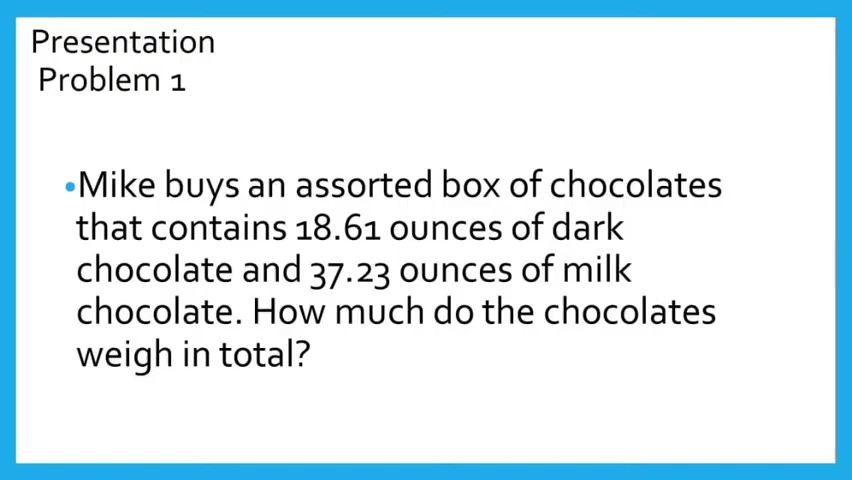 Presentation
Problem 1
•Mike buys an assorted box of chocolates
that contains 18.61 ounces of dark
chocolate and 37.23 ounces of milk
chocolate. How much do the chocolates
weigh in total?